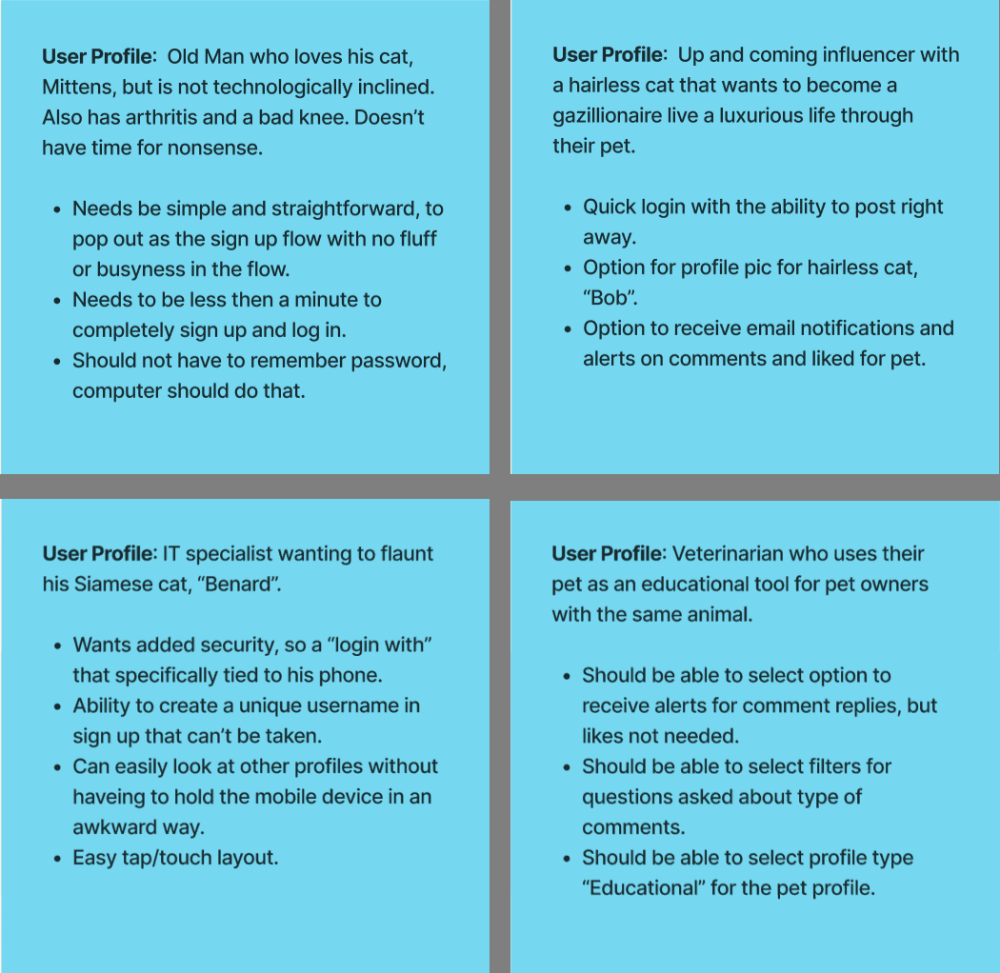 User Profile:  Old Man who loves his cat,
Mittens, but is not technologically inclined.
Also has arthritis and a bad knee. Doesn’t
have time for nonsense.
• Needs be simple and straightforward, to
pop out as the sign up flow with no fluff
or busyness in the flow.
• Needs to be less then a minute to
completely sign up and log in.
• Should not have to remember password,
computer should do that.
User Profile:  Up and coming influencer with
a hairless cat that wants to become a
gazillionaire live a luxurious life through
their pet.
• Quick login with the ability to post right
away.
• Option for profile pic for hairless cat,
“Bob”.
• Option to receive email notifications and
alerts on comments and liked for pet.
User Profile: IT specialist wanting to flaunt
his Siamese cat, “Benard”.
• Wants added security, so a “login with”
that specifically tied to his phone.
• Ability to create a unique username in
sign up that can’t be taken.
• Can easily look at other profiles without
haveing to hold the mobile device in an
awkward way.
• Easy tap/touch layout.
User Profile: Veterinarian who uses their
pet as an educational tool for pet owners
with the same animal.
• Should be able to select option to
receive alerts for comment replies, but
likes not needed.
• Should be able to select filters for
questions asked about type of
comments.
• Should be able to select profile type
“Educational” for the pet profile.